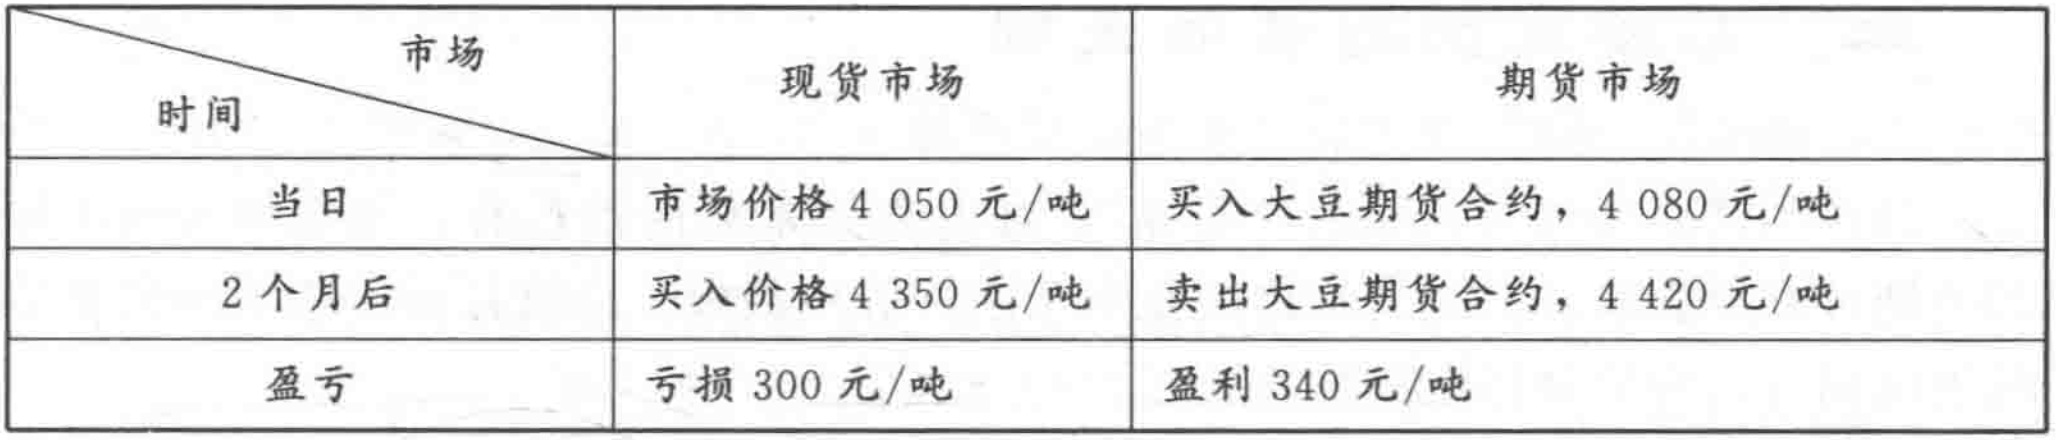 市场
时间
现货市场
期货市场
当日
市场价格 4 050 元/吨
买入大豆期货合约，4 080 元/吨
2 个月后
买入价格 4 350 元/吨
卖出大豆期货合约，4 420 元/吨
盈亏
亏损 300 元/吨
盈利 340 元/吨